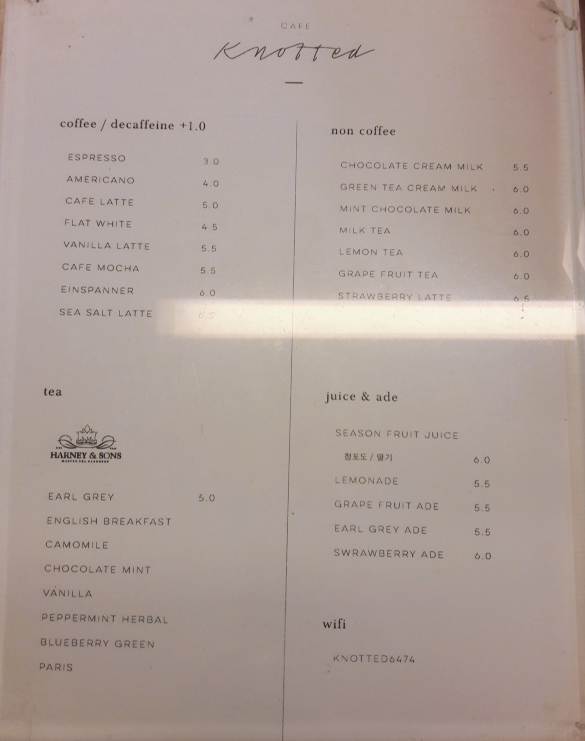 CAFE
Knotted
coffee / decaffeine +1.0
ESPRESSO 3.0
AMERICANO 4.0
CAFE LATTE 5.0
FLAT WHITE 4.5
VANILLA LATTE 5.5
CAFE MOCHA 5.5
EINSPANNER 6.0
SEA SALT LATTE 6.5
non coffee
CHOCOLATE CREAM MILK 5.5
GREEN TEA CREAM MILK 6.0
MINT CHOCOLATE MILK 6.0
MILK TEA 6.0
LEMON TEA 6.0
GRAPE FRUIT TEA 6.0
STRAWBERRY LATTE 6.5
tea
HARNEY & SONS
EARL GREY 5.0
ENGLISH BREAKFAST
CAMOMILE
CHOCOLATE MINT
VANILLA
PEPPERMINT HERBAL
BLUEBERRY GREEN
PARIS
juice & ade
SEASON FRUIT JUICE
청포도 / 딸기 6.0
LEMONADE 5.5
GRAPE FRUIT ADE 5.5
EARL GREY ADE 5.5
SWRAWBERRY ADE 6.0
wifi
KNOTTED6474